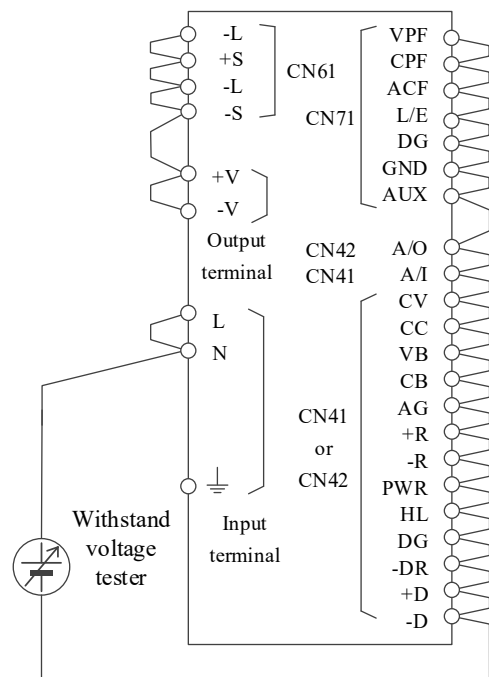 -L
+S
-L
-S
CN61
+V
-V
Output
terminal
L
N
Input
terminal
Withstand
voltage
tester
VPF
CPF
ACF
L/E
DG
GND
AUX
CN71
CN42 A/O
CN41 A/I
CV
CC
VB
CB
AG
+R
-R
PWR
HL
DG
-DR
+D
-D
CN41
or
CN42